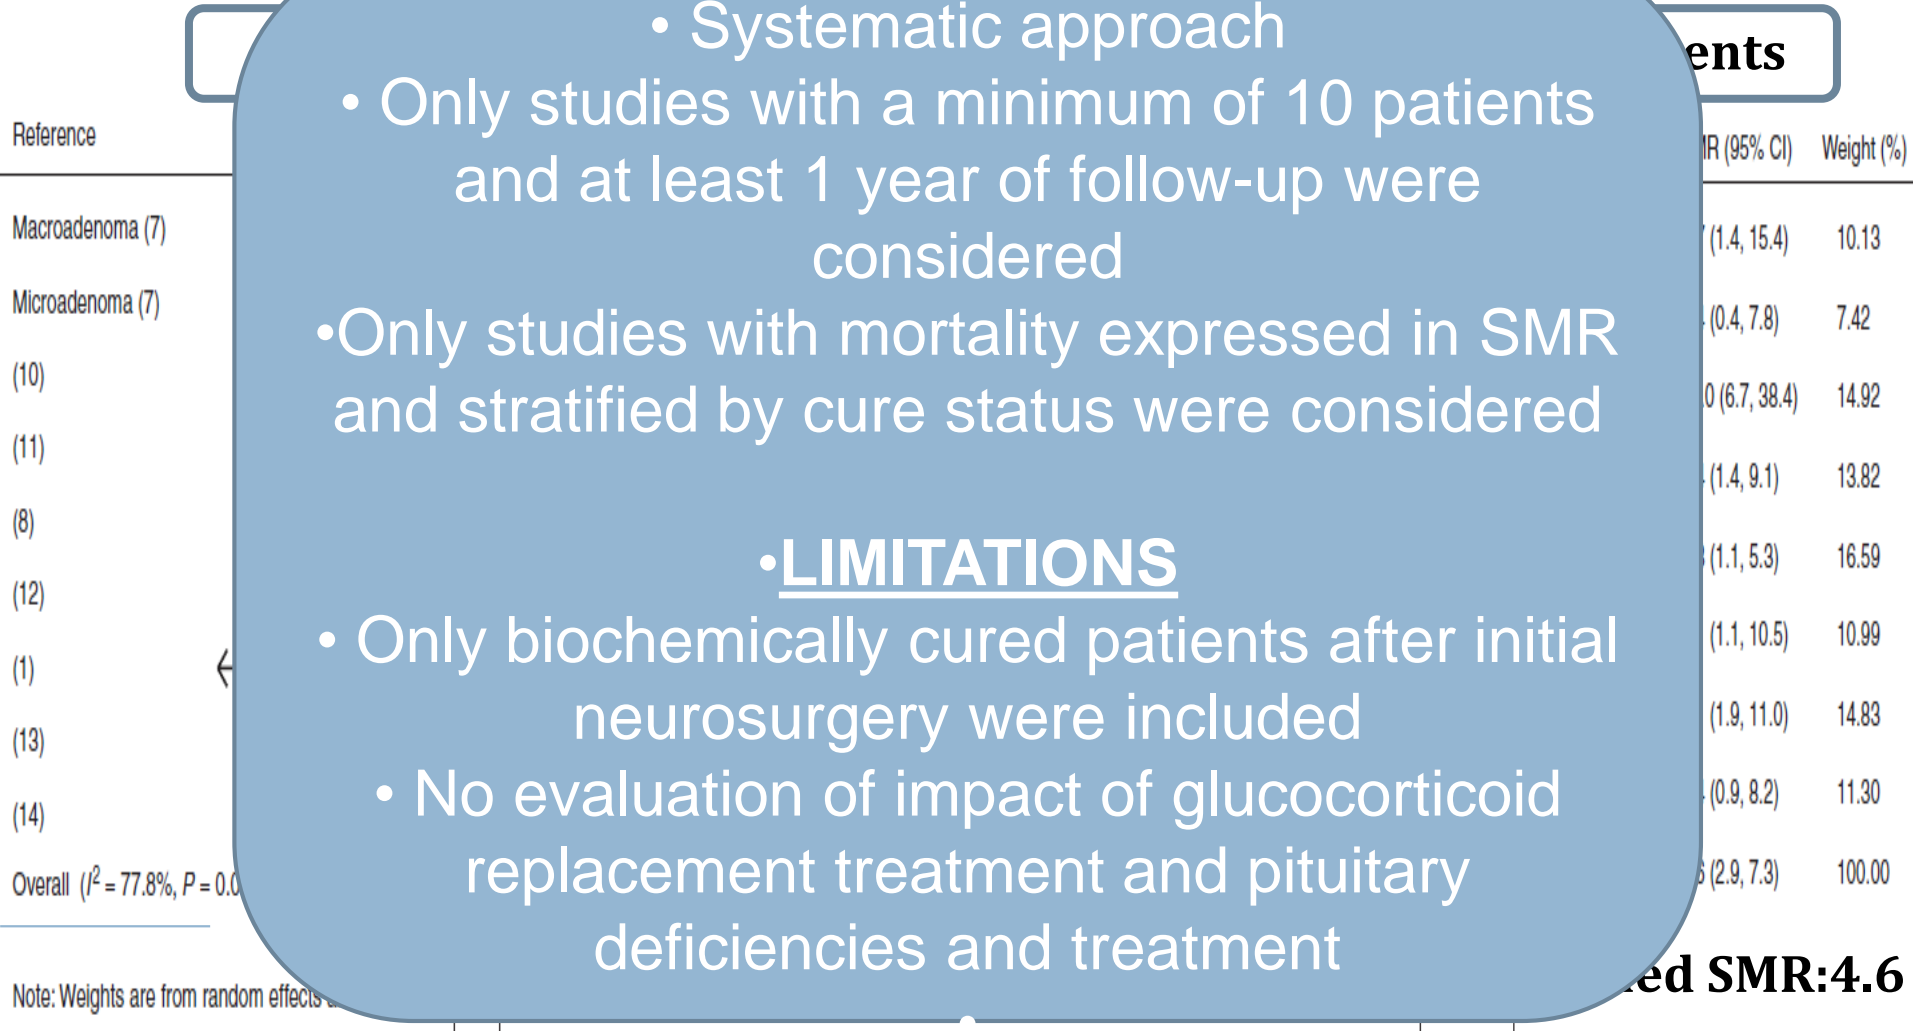 • Systematic approach
• Only studies with a minimum of 10 patients
and at least 1 year of follow-up were
considered
•Only studies with mortality expressed in SMR
and stratified by cure status were considered
•LIMITATIONS
• Only biochemically cured patients after initial
neurosurgery were included
• No evaluation of impact of glucocorticoid
replacement treatment and pituitary
deficiencies and treatment
•
ents
Reference (95% CI) Weight (%)
Macroadenoma (7) (1.4, 15.4) 10.13
Microadenoma (7) (0.4, 7.8) 7.42
(10) (6.7, 38.4) 14.92
(11) (1.4, 9.1) 13.82
(8) (1.1, 5.3) 16.59
(12) (1.1, 10.5) 10.99
(1) (1.9, 11.0) 14.83
(13) (0.9, 8.2) 11.30
(14)
Overall (I² = 77.8%, P = 0.0 (2.9, 7.3) 100.00
Note: Weights are from random effects
ed SMR:4.6